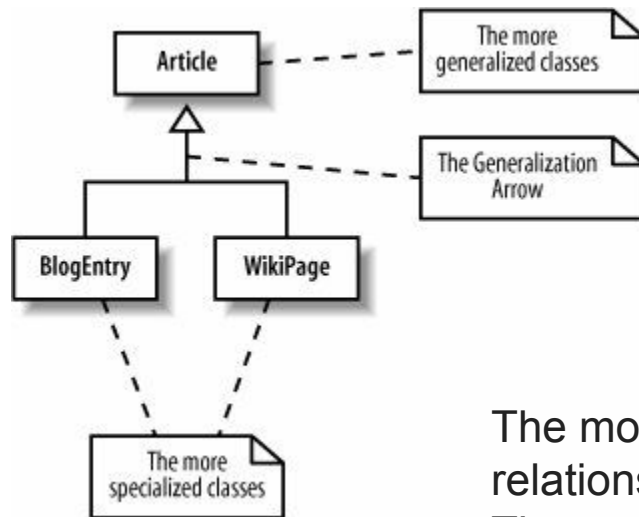 Article
The more
generalized classes
The Generalization
Arrow
BlogEntry
WikiPage
The more
specialized classes
The mo
relations